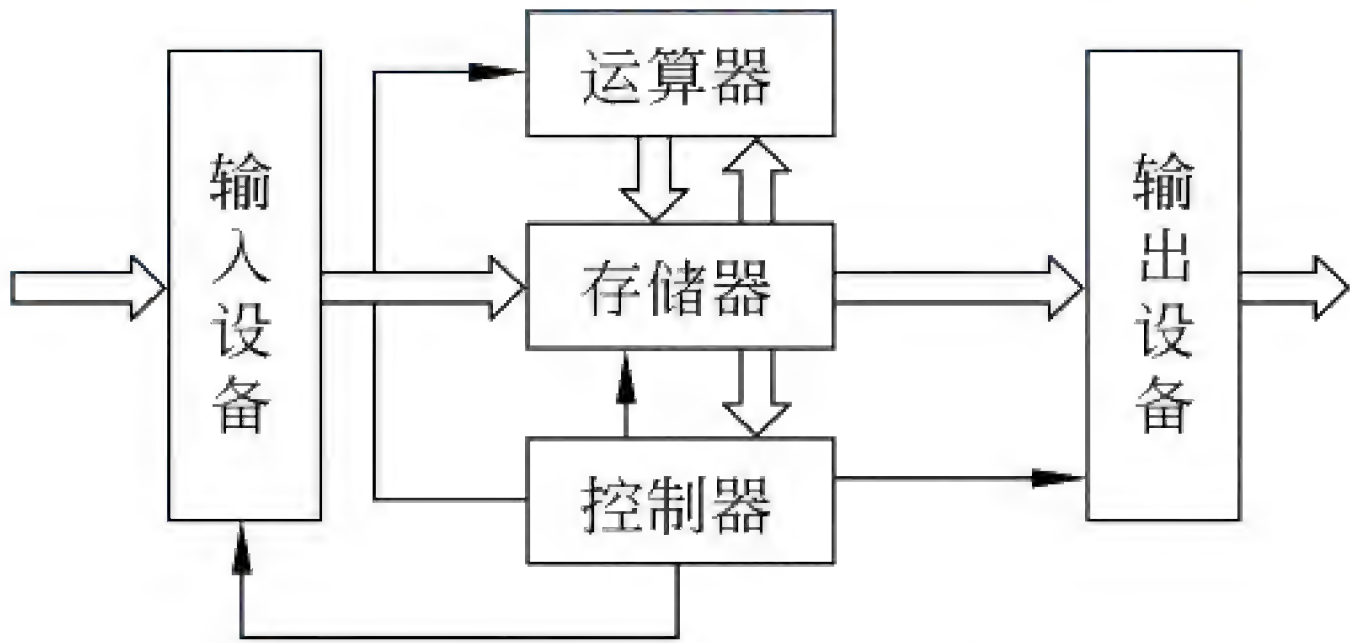 输入设备
运算器
存储器
控制器
输出设备